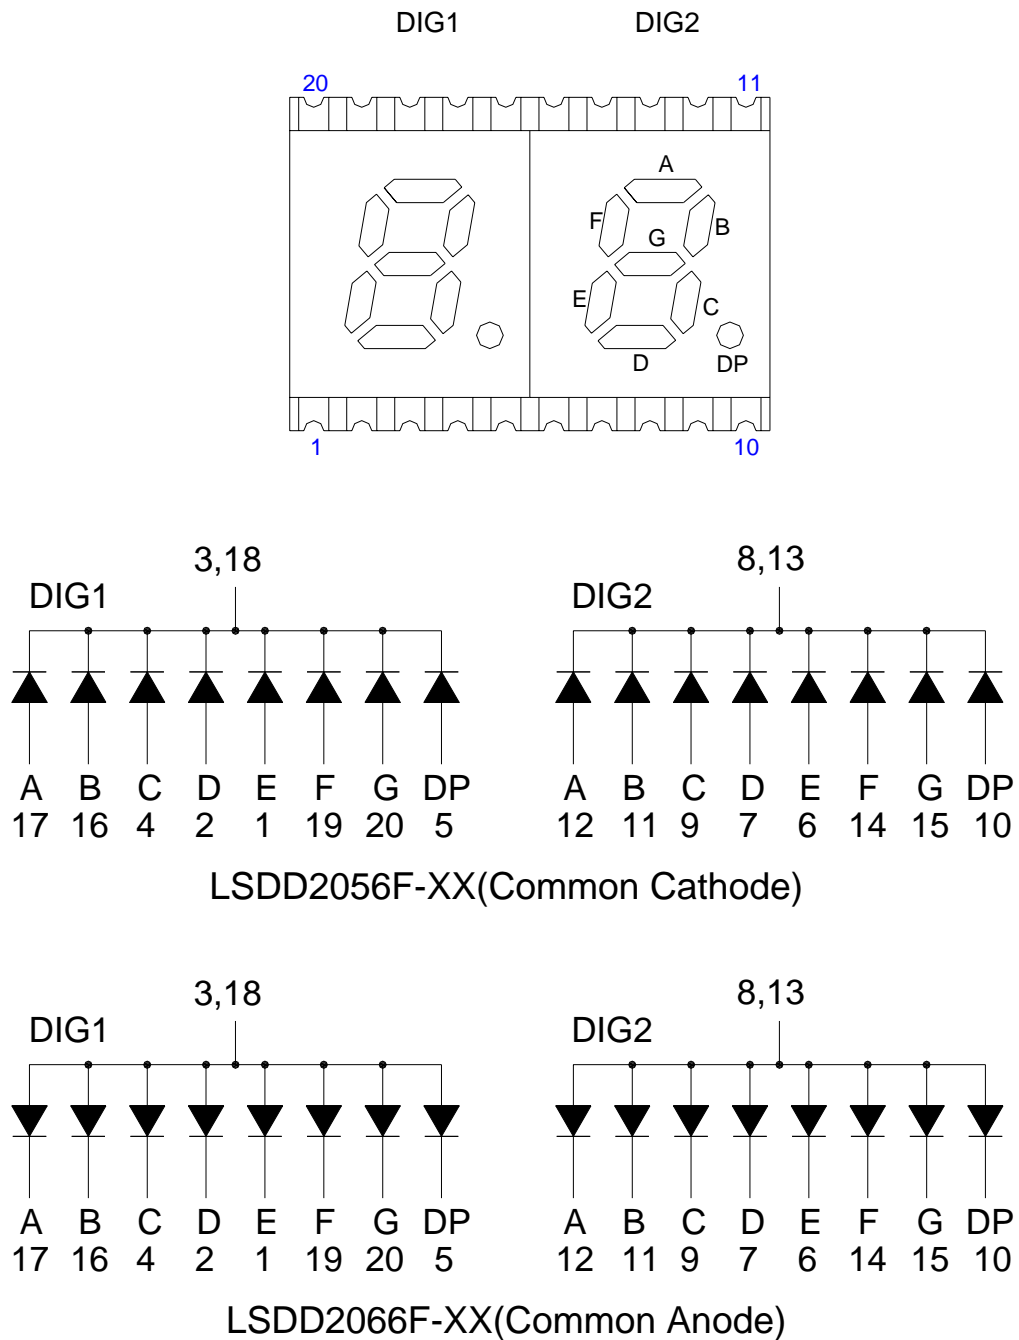 DIG1 DIG2
20 11
A
F B
G
E C
D DP
1 10
3,18 8,13
DIG1 DIG2
A B C D E F G DP A B C D E F G DP
17 16 4 2 1 19 20 5 12 11 9 7 6 14 15 10
LSDD2056F-XX(Common Cathode)
3,18 8,13
DIG1 DIG2
A B C D E F G DP A B C D E F G DP
17 16 4 2 1 19 20 5 12 11 9 7 6 14 15 10
LSDD2066F-XX(Common Anode)